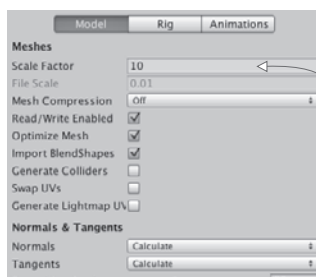 Model Rig Animations
Meshes
Scale Factor 10
File Scale 0.01
Mesh Compression Off
Read/Write Enabled
Optimize Mesh
Import BlendShapes
Generate Colliders
Swap UVs
Generate Lightmap UV
Normals & Tangents
Normals Calculate
Tangents Calculate